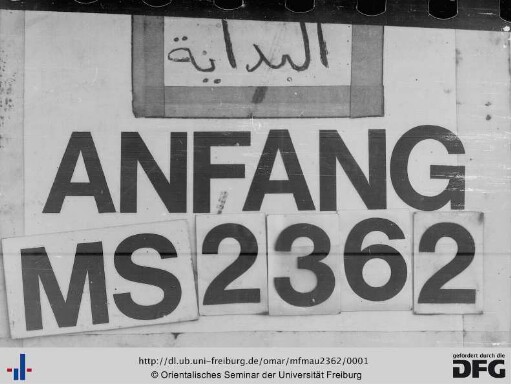 البداية
ANFANG
MS 2362
http://dl.ub.uni-freiburg.de/omar/mfmau2362/0001
© Orientalisches Seminar der Universität Freiburg
gefördert durch die
DFG